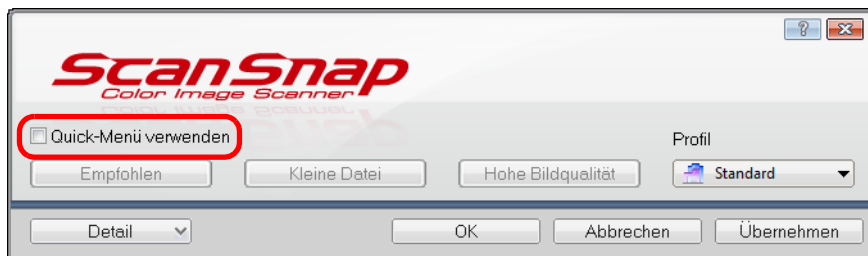 ScanSnap
Color Image Scanner
Quick-Menü verwenden
Profil
Empfohlen
Kleine Datei
Hohe Bildqualität
Standard
Detail
OK
Abbrechen
Übernehmen